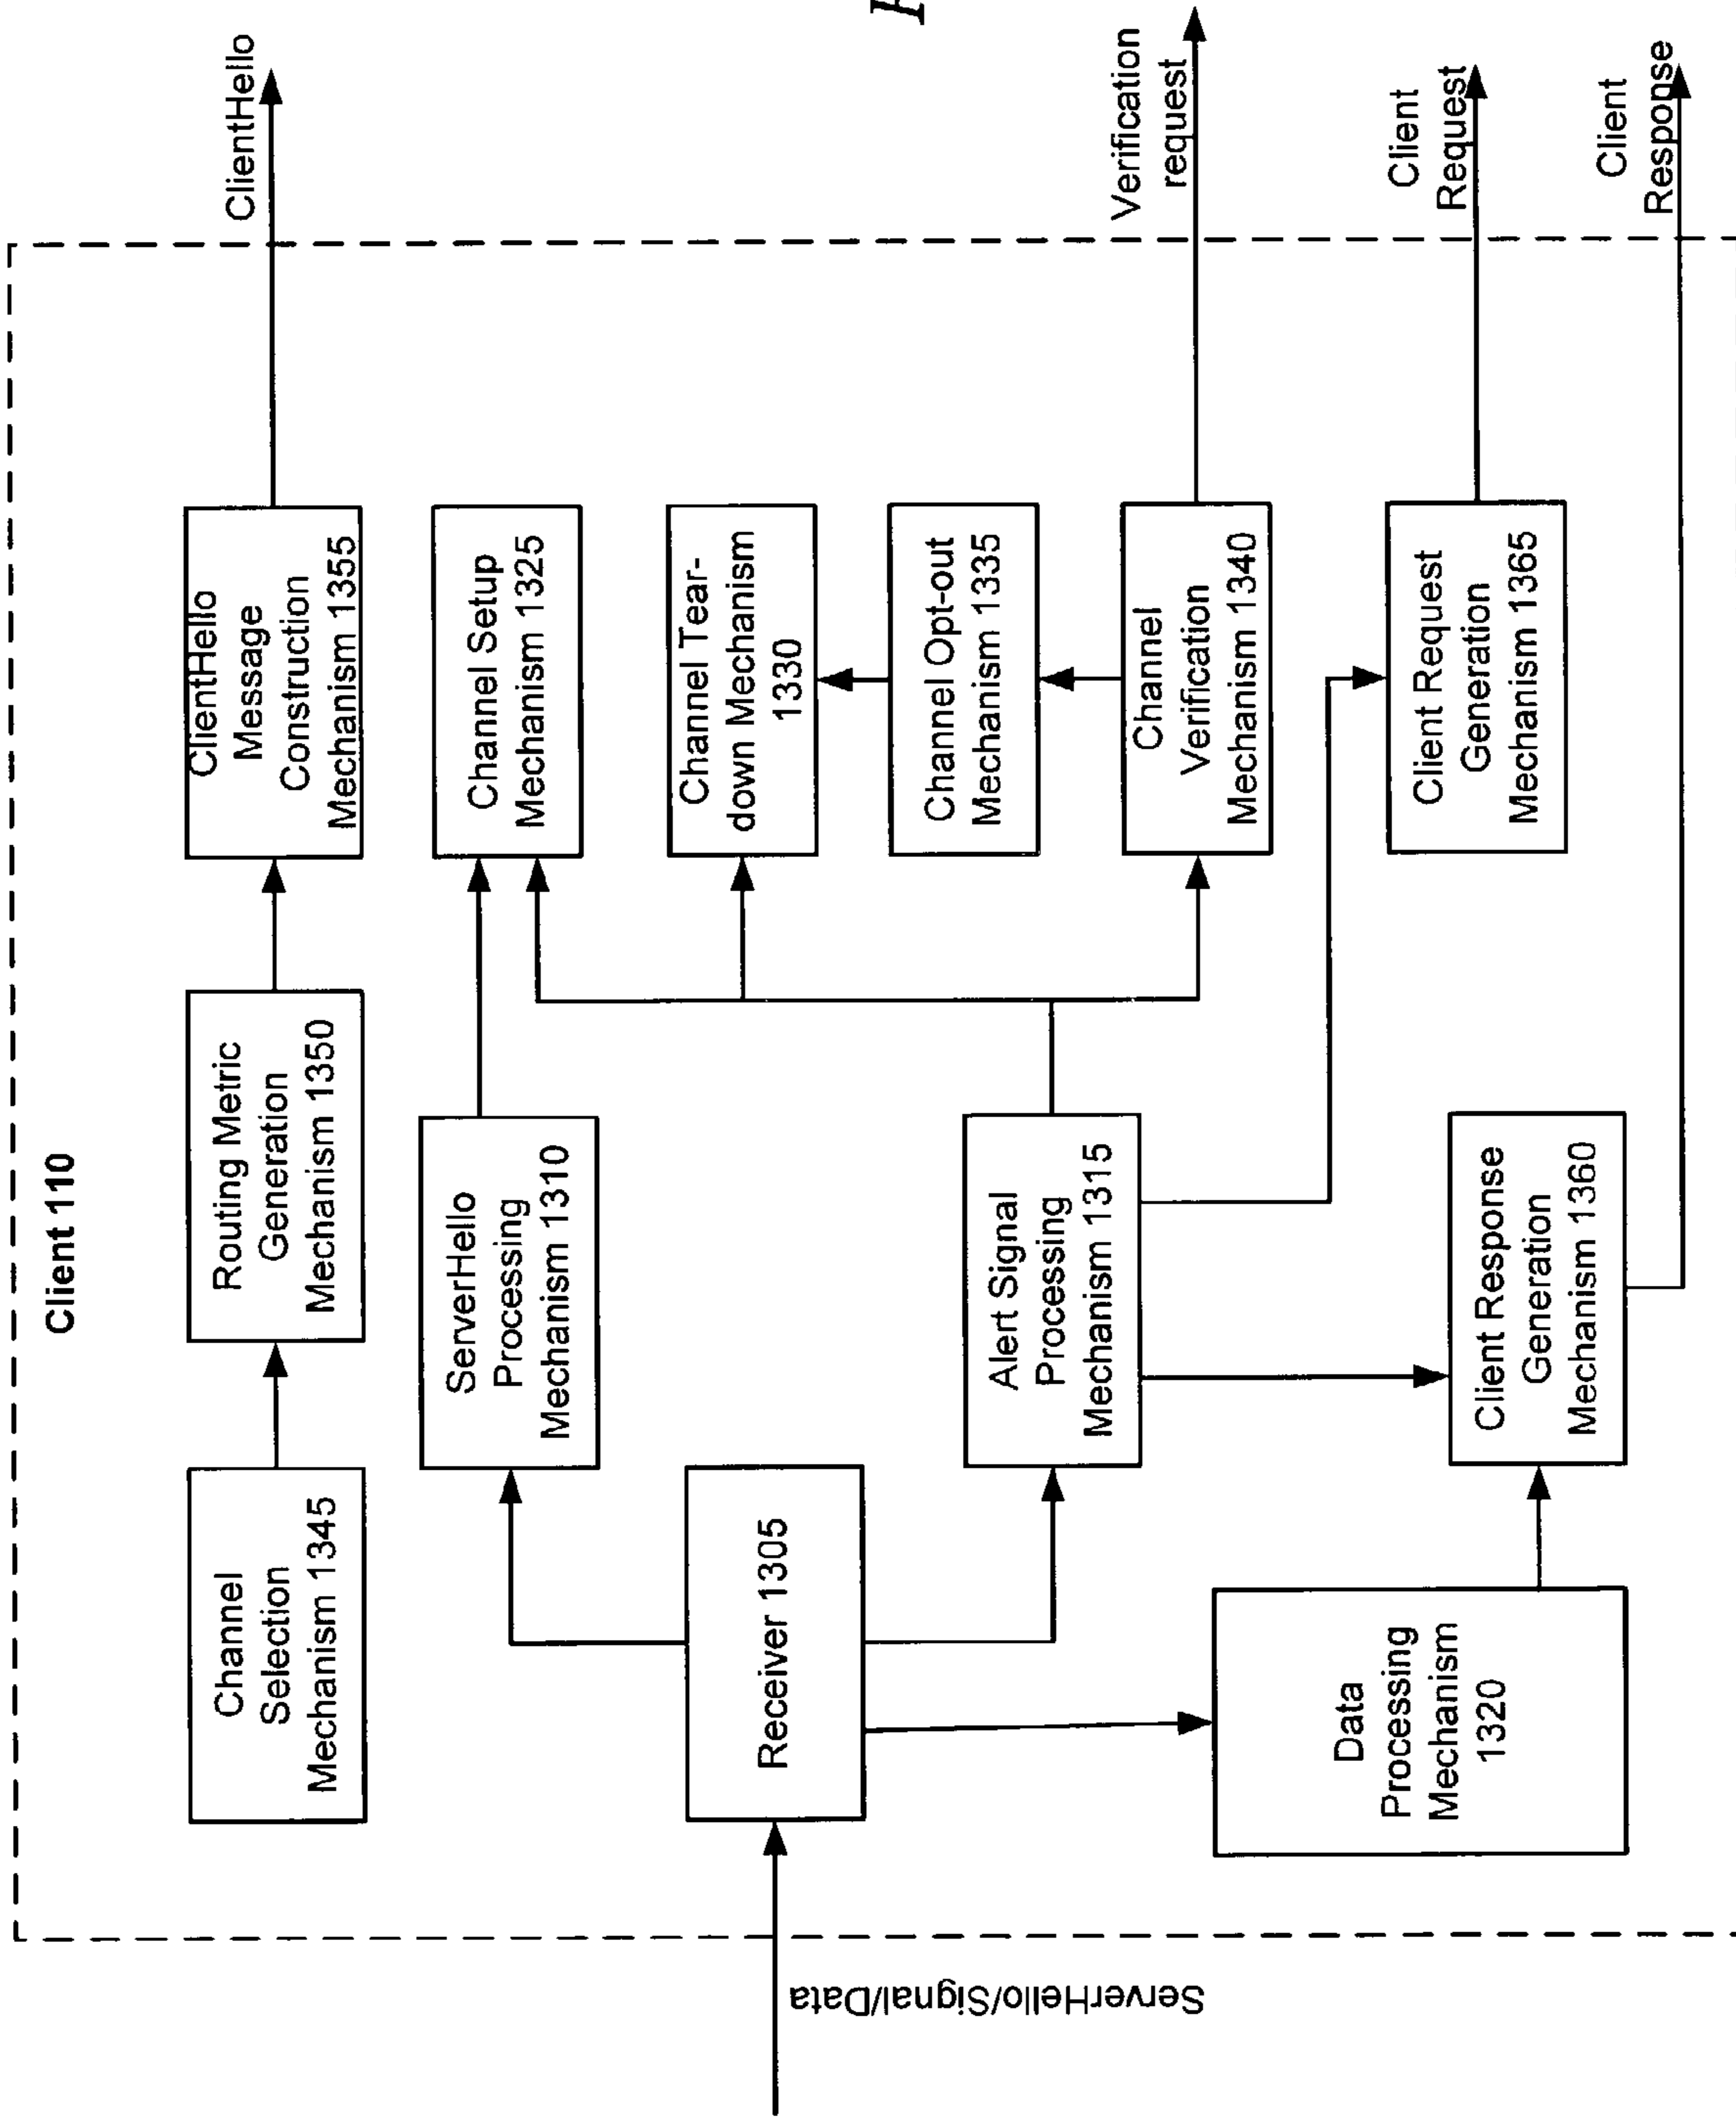 Client 110
Channel
Selection
Mechanism 1345
Routing Metric
Generation
Mechanism 1350
ClientHello
Message
Construction
Mechanism 1355
ClientHello
ServerHello
Processing
Mechanism 1310
Channel Setup
Mechanism 1325
ServerHello/Signal/Data
Receiver 1305
Channel Tear-
down Mechanism
1330
Channel Opt-out
Mechanism 1335
Alert Signal
Processing
Mechanism 1315
Channel
Verification
Mechanism 1340
Verification
request
Data
Processing
Mechanism
1320
Client Response
Generation
Mechanism 1360
Client Request
Generation
Mechanism 1365
Client
Request
Client
Response